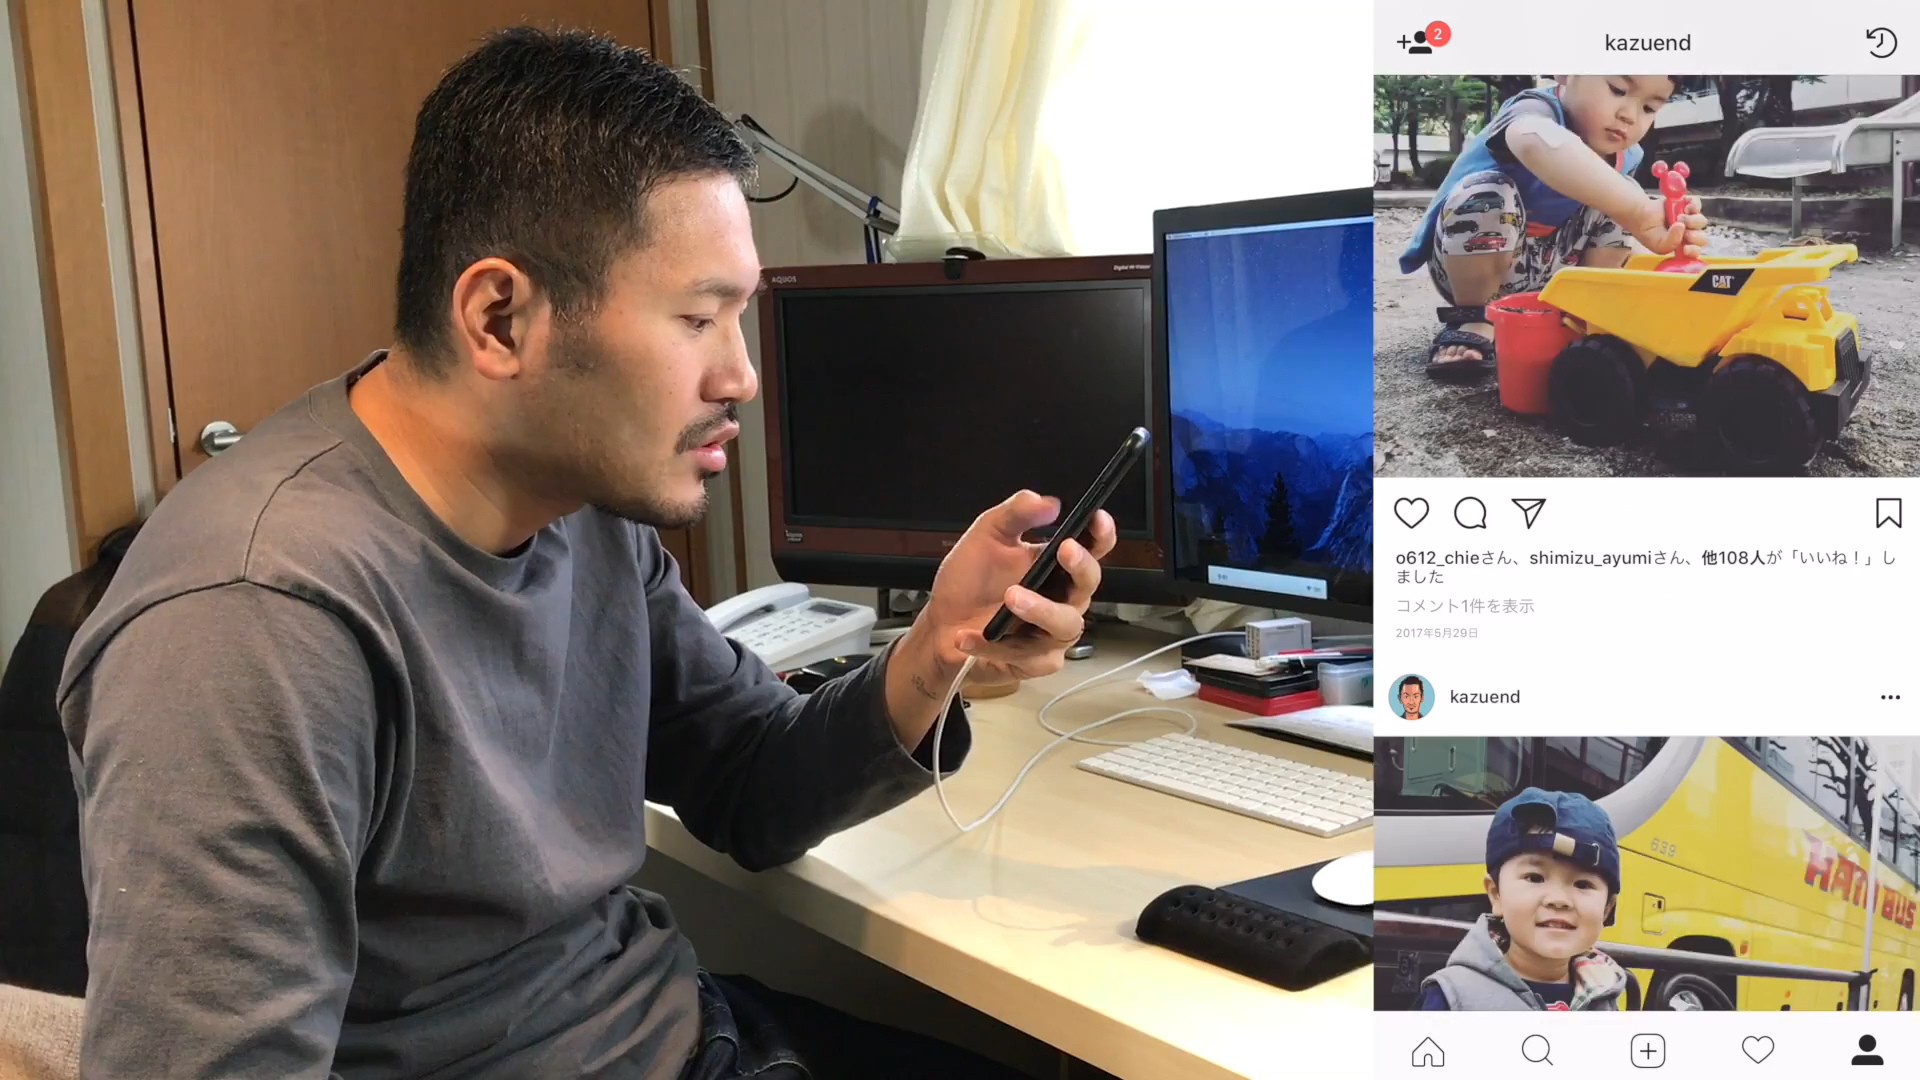 AQUOS
2
kazuend
CAT
o612_chieさん、shimizu_ayumiさん、他108人が「いいね！」し
ました
コメント1件を表示
2017年5月29日
kazuend
639
HATO BUS